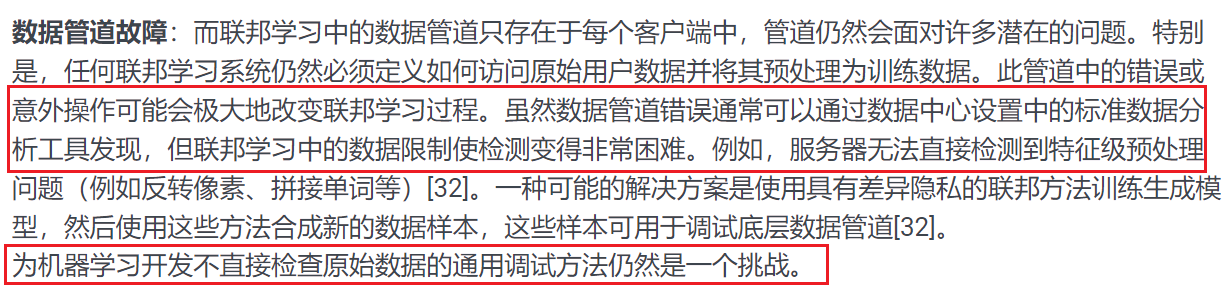 数据管道故障：而联邦学习中的数据管道只存在于每个客户端中，管道仍然会面对许多潜在的问题。特别
是，任何联邦学习系统仍然必须定义如何访问原始用户数据并将其预处理为训练数据。此管道中的错误或
意外操作可能会极大地改变联邦学习过程。虽然数据管道错误通常可以通过数据中心设置中的标准数据分
析工具发现，但联邦学习中的数据限制使检测变得非常困难。例如，服务器无法直接检测到特征级预处理
问题（例如反转像素、拼接单词等）[32]。一种可能的解决方案是使用具有差异隐私的联邦方法训练生成模
型，然后使用这些方法合成新的数据样本，这些样本可用于调试底层数据管道[32]。
为机器学习开发不直接检查原始数据的通用调试方法仍然是一个挑战。